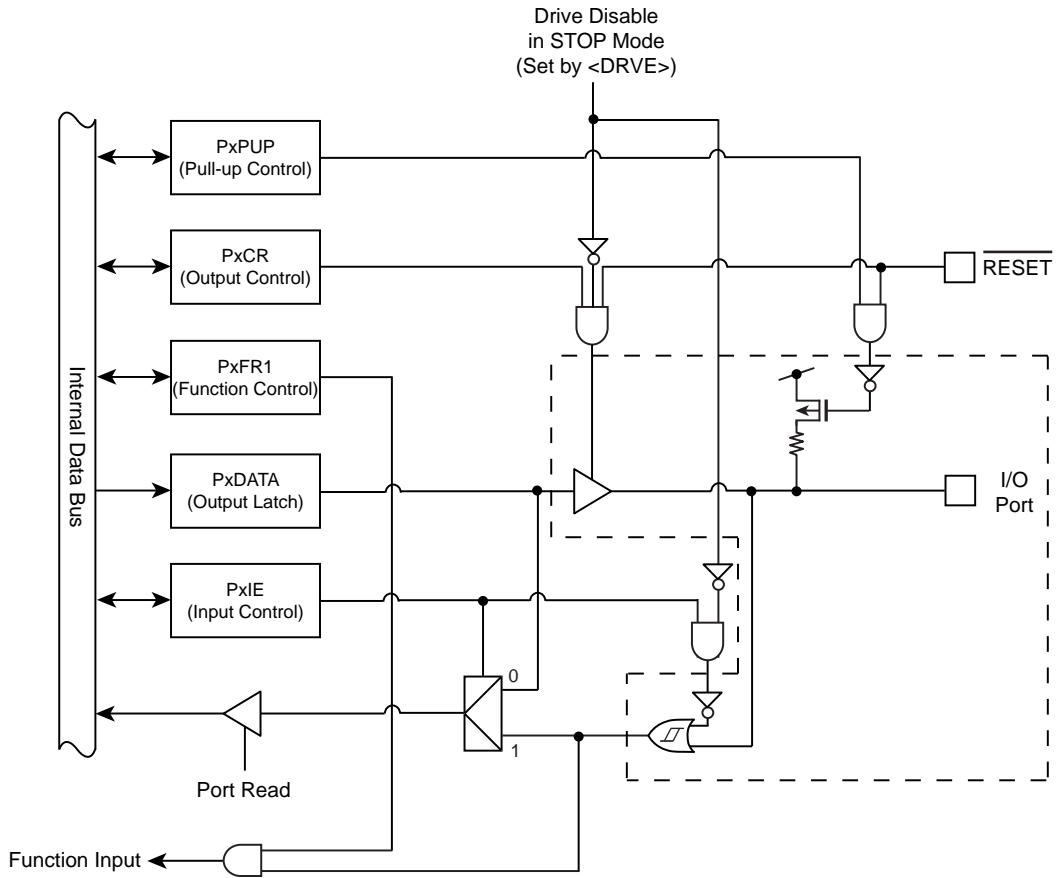 Drive Disable
in STOP Mode
(Set by <DRVE>)
PxPUP
(Pull-up Control)
PxCR
(Output Control)
RESET
PxFR1
(Function Control)
Internal Data Bus
PxDATA
(Output Latch)
I/O
Port
PxIE
(Input Control)
0
1
Port Read
Function Input